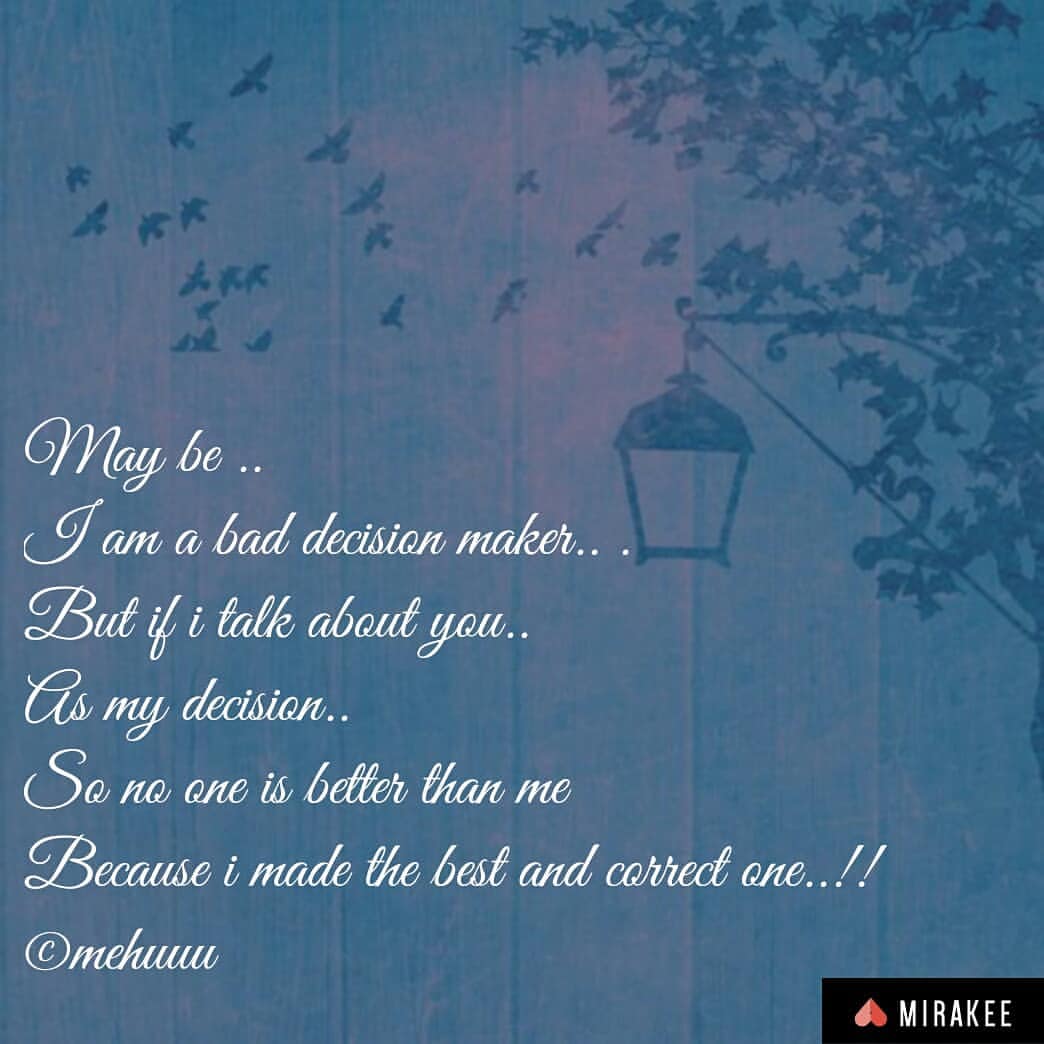 May be ..
I am a bad decision maker.. .
But if i talk about you..
As my decision..
So no one is better than me
Because i made the best and correct one..!!
©mehuuu
MIRAKEE